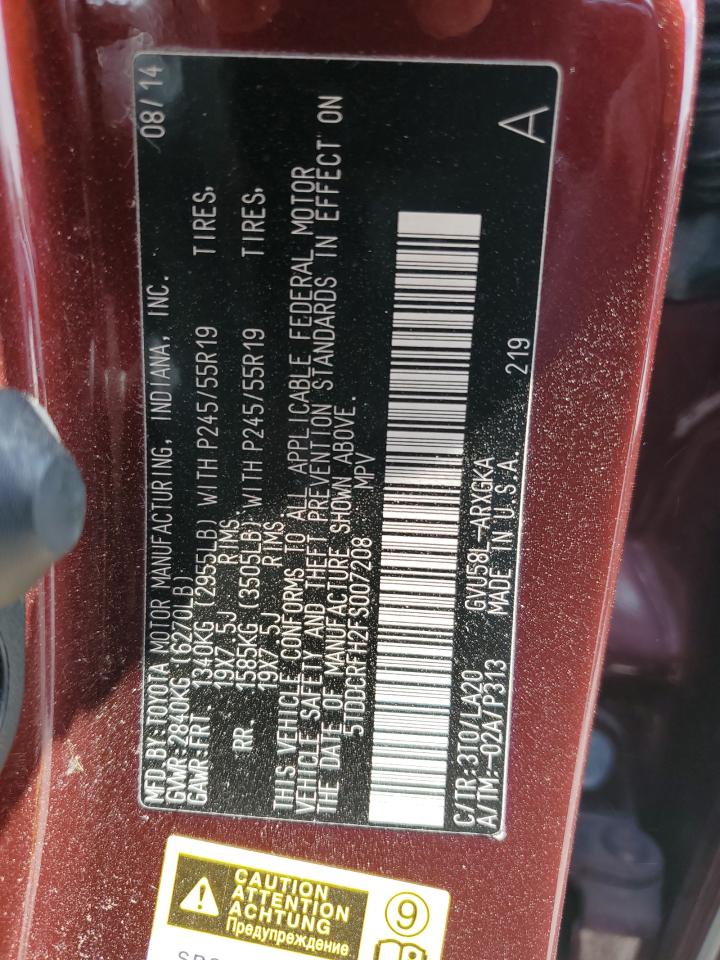 MFD. BY: TOYOTA MOTOR MANUFACTURING, INDIANA, INC. 08/14
GVWR: 2840KG (6270LB)
GAWR: FRT. 1340KG (2955LB) WITH P245/55R19 TIRES,
19X7.5J RIMS
RR. 1585KG (3505LB) WITH P245/55R19 TIRES,
19X7.5J RIMS
THIS VEHICLE CONFORMS TO ALL APPLICABLE FEDERAL MOTOR
VEHICLE SAFETY AND THEFT PREVENTION STANDARDS IN EFFECT ON
THE DATE OF MANUFACTURE SHOWN ABOVE.
5TDDCRFH2FS007208 MPV
C/TR: 3T0/LA20 GVU58L-ARXGKA 219 A
A/TM: -02A/P313 MADE IN U.S.A.
CAUTION
ATTENTION
ACHTUNG
Предупреждение
9